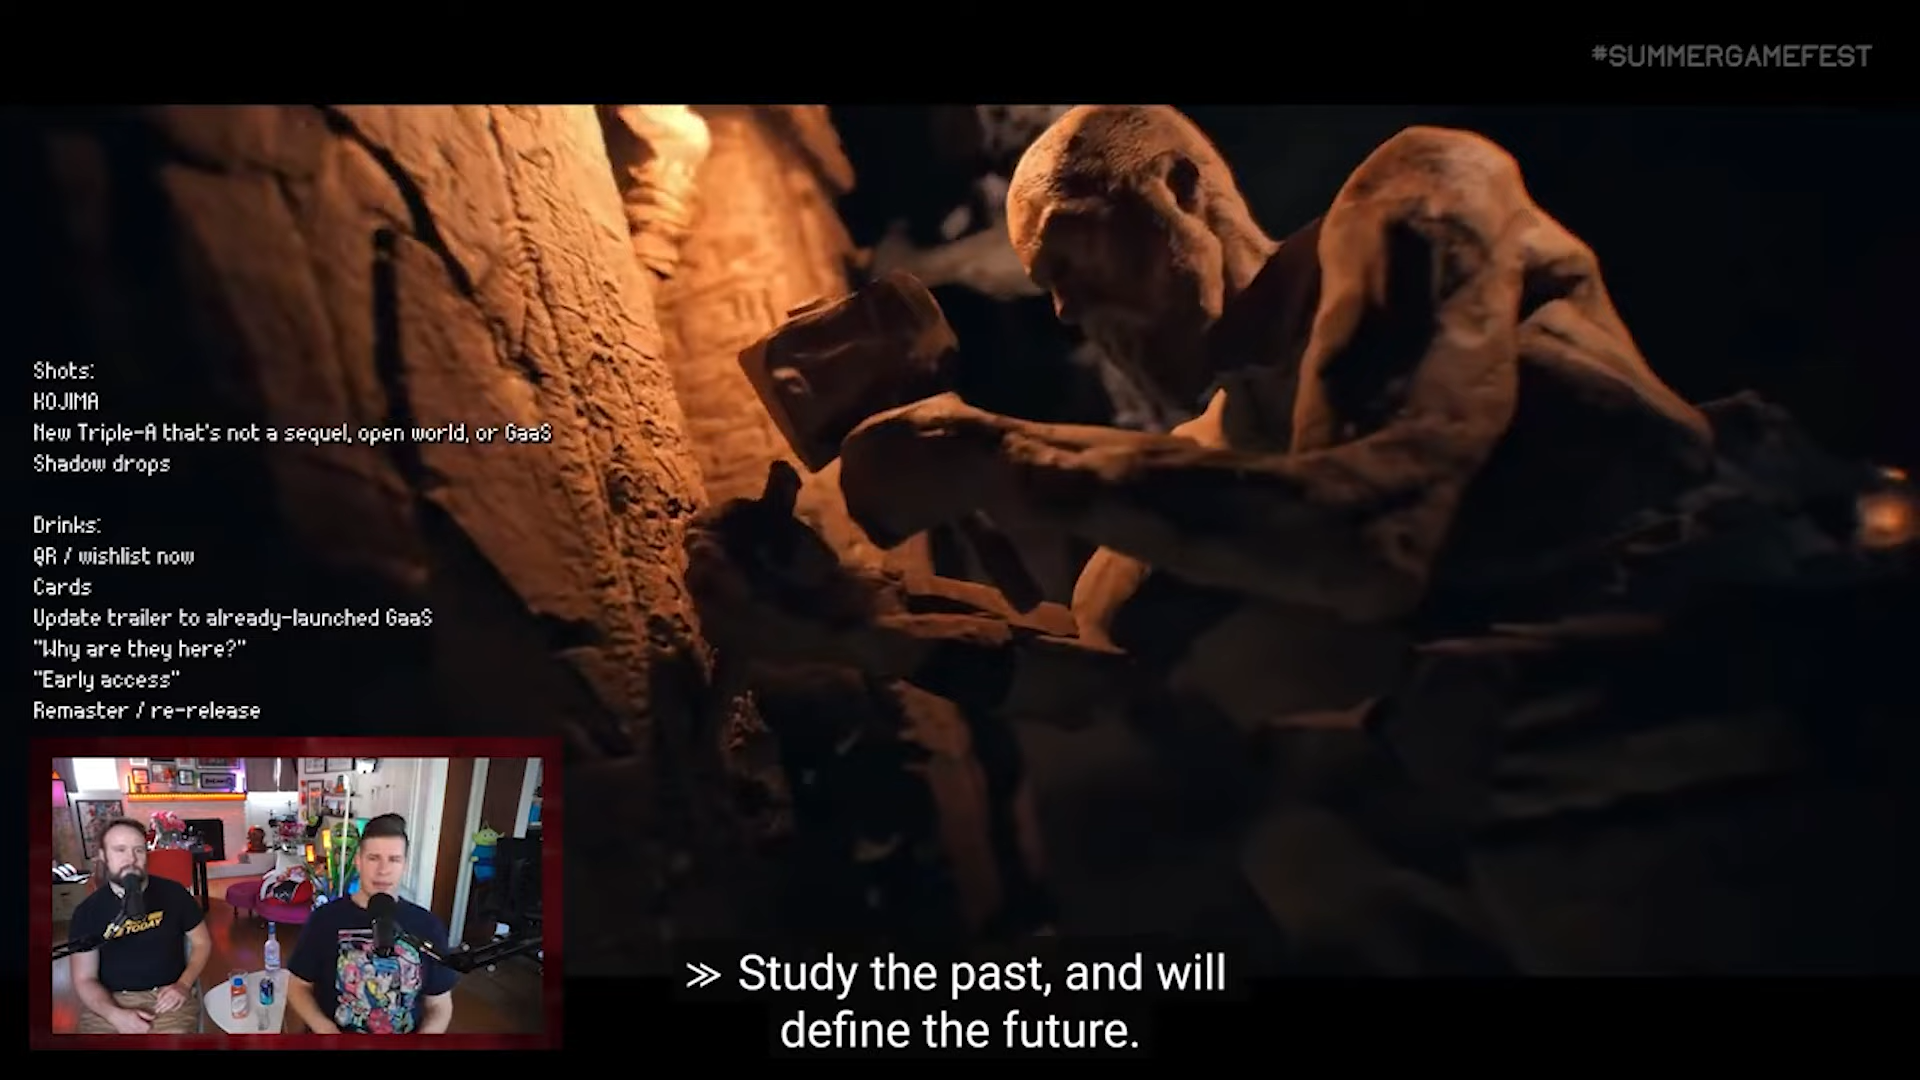 #SUMMERGAMEFEST
Shots:
KOJIMA
New Triple-A that's not a sequel, open world, or GaaS
Shadow drops
Drinks:
QR / wishlist now
Cards
Update trailer to already-launched GaaS
"Why are they here?"
"Early access"
Remaster / re-release
TODAY
>> Study the past, and will
define the future.